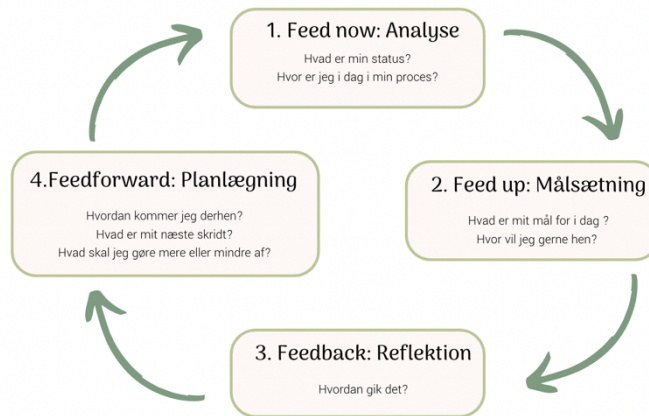 1. Feed now: Analyse
Hvad er min status?
Hvor er jeg i dag i min proces?
2. Feed up: Målsætning
Hvad er mit mål for i dag ?
Hvor vil jeg gerne hen?
3. Feedback: Reflektion
Hvordan gik det?
4.Feedforward: Planlægning
Hvordan kommer jeg derhen?
Hvad er mit næste skridt?
Hvad skal jeg gøre mere eller mindre af?